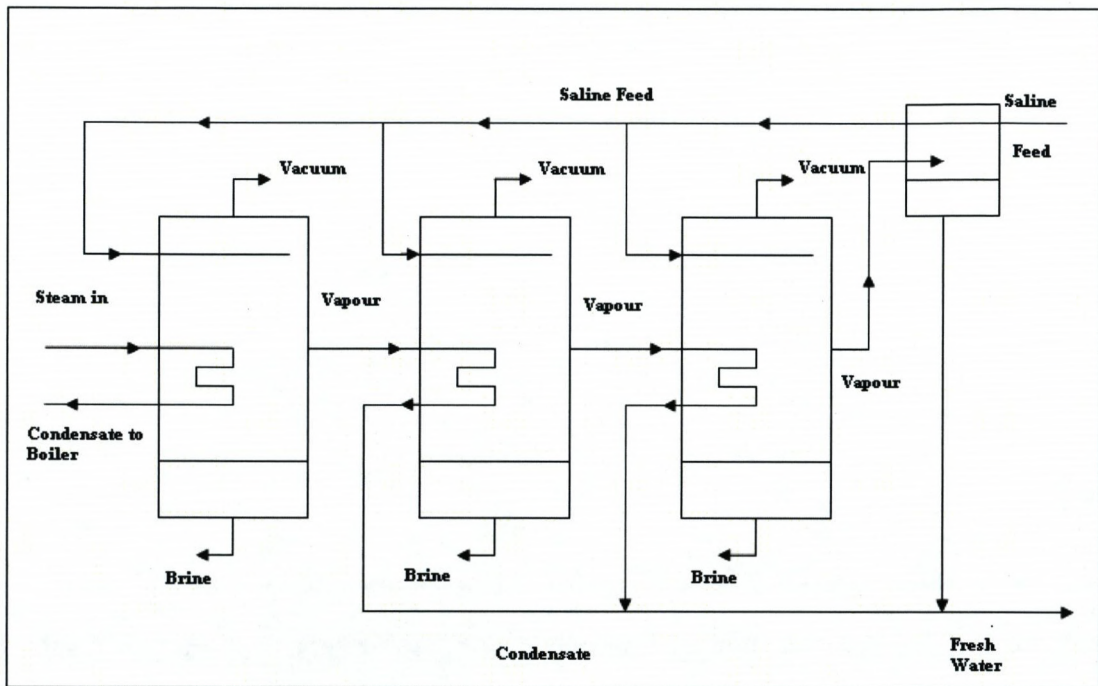 Saline Feed
Saline
Feed
Vacuum
Vacuum
Vacuum
Steam in
Vapour
Vapour
Vapour
Condensate to
Boiler
Brine
Brine
Brine
Condensate
Fresh
Water